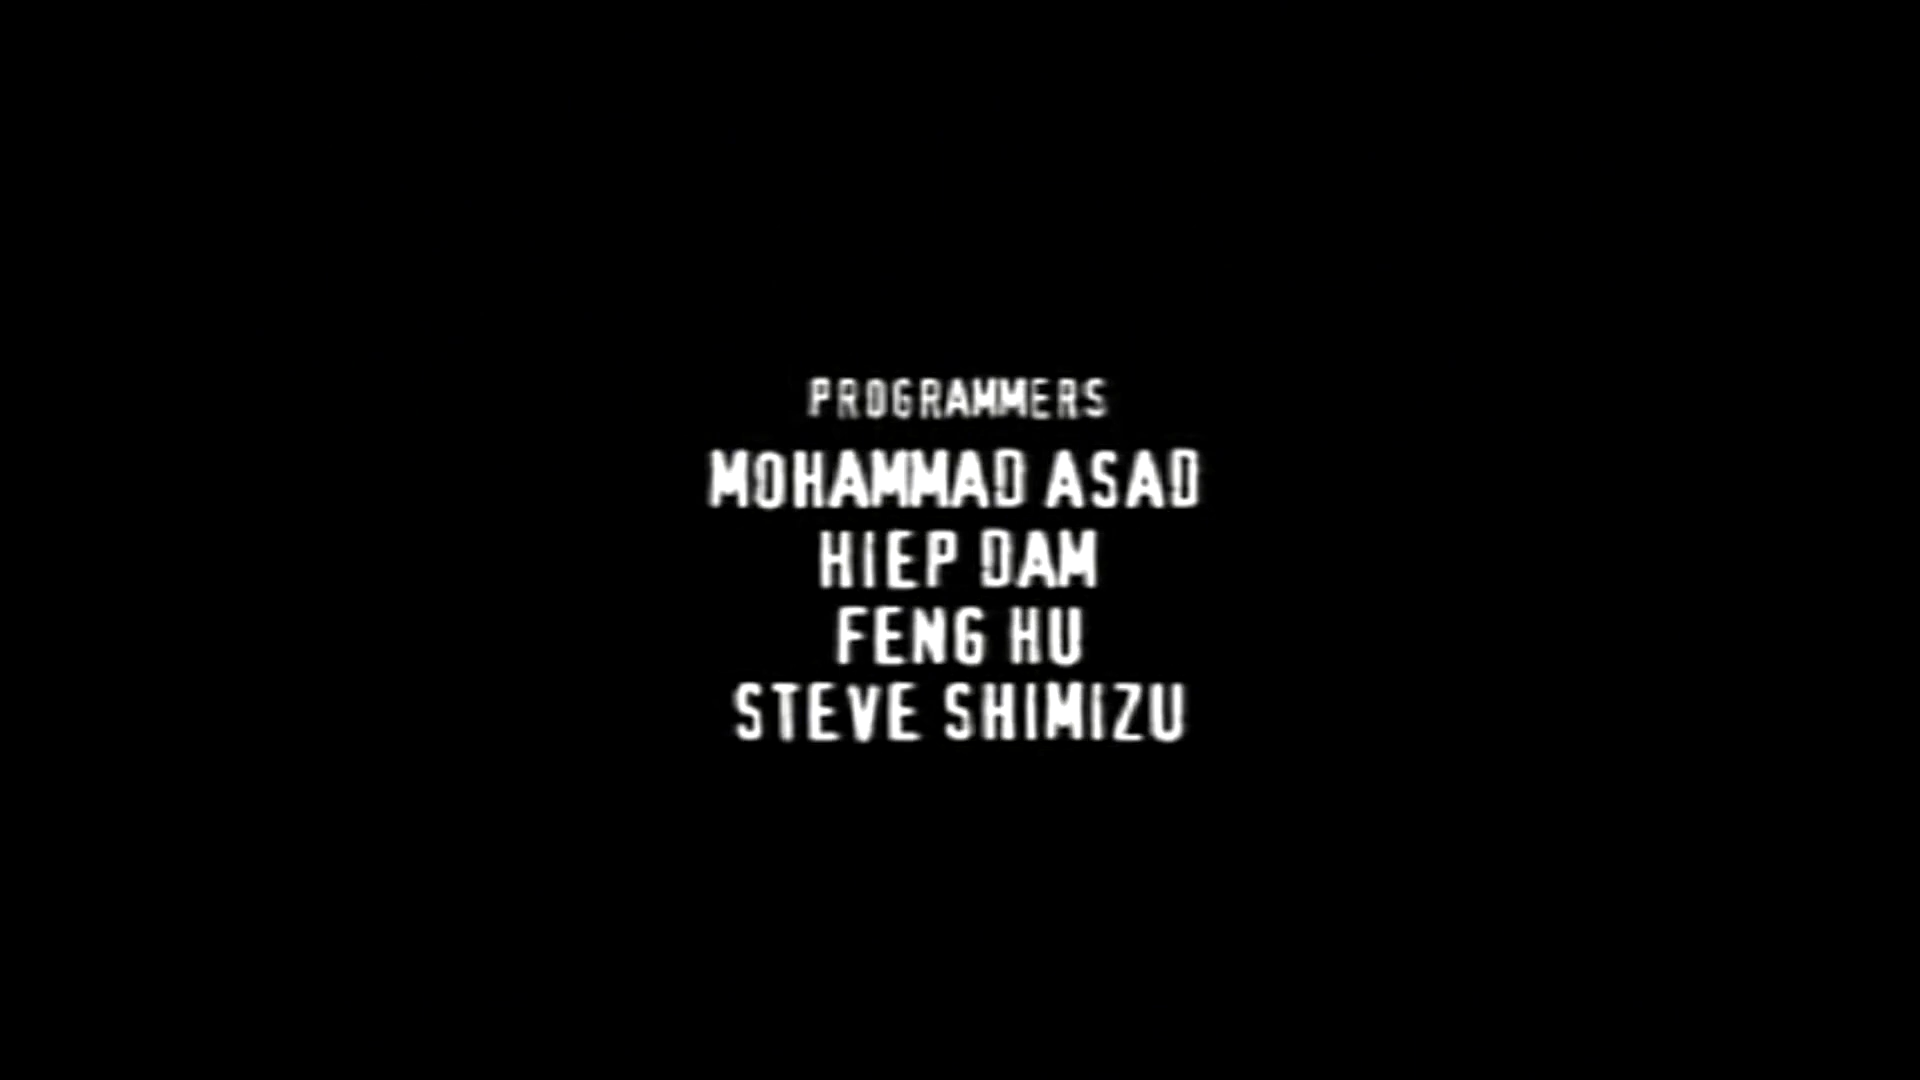 PROGRAMMERS
MOHAMMAD ASAD
HIEP DAM
FENG HU
STEVE SHIMIZU